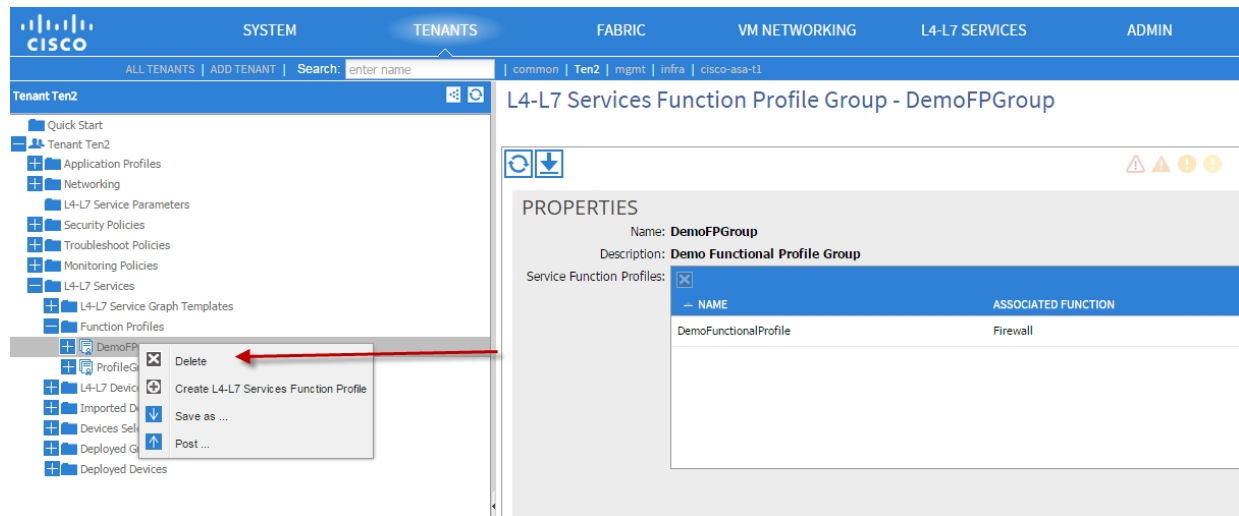 CISCO
SYSTEM
TENANTS
FABRIC
VM NETWORKING
L4-L7 SERVICES
ADMIN
ALL TENANTS | ADD TENANT | Search: enter name | common | Ten2 | mgmt | infra | cisco-asa-t1
Tenant Ten2
Quick Start
Tenant Ten2
Application Profiles
Networking
L4-L7 Service Parameters
Security Policies
Troubleshoot Policies
Monitoring Policies
L4-L7 Services
L4-L7 Service Graph Templates
Function Profiles
DemoFP
ProfileG
L4-L7 Devic
Imported D
Devices Sel
Deployed G
Deployed Devices
Delete
Create L4-L7 Services Function Profile
Save as ...
Post ...
L4-L7 Services Function Profile Group - DemoFPGroup
PROPERTIES
Name: DemoFPGroup
Description: Demo Functional Profile Group
Service Function Profiles:
NAME
ASSOCIATED FUNCTION
DemoFunctionalProfile
Firewall